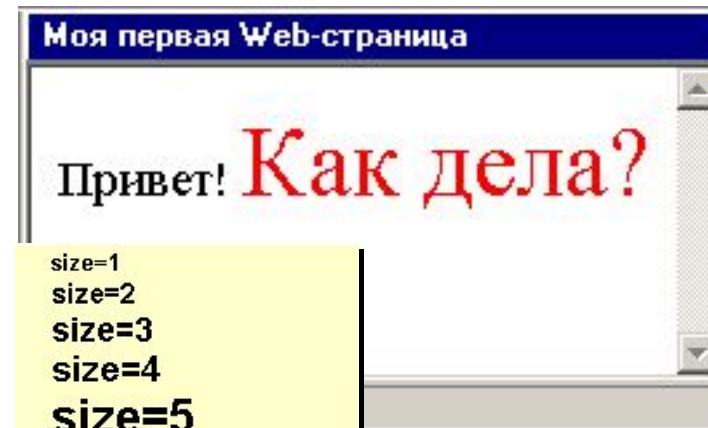 Моя первая Web-страница
Привет! Как дела?
size=1
size=2
size=3
size=4
size=5